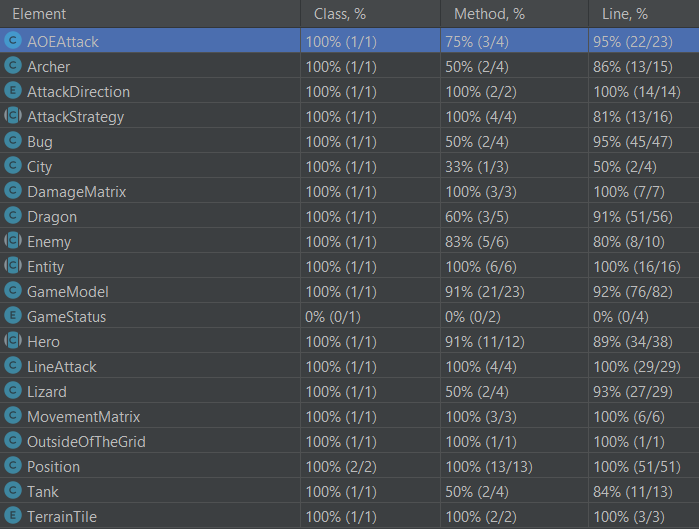 Element Class, % Method, % Line, %
C AOEAttack 100% (1/1) 75% (3/4) 95% (22/23)
C Archer 100% (1/1) 50% (2/4) 86% (13/15)
E AttackDirection 100% (1/1) 100% (2/2) 100% (14/14)
C AttackStrategy 100% (1/1) 100% (4/4) 81% (13/16)
C Bug 100% (1/1) 50% (2/4) 95% (45/47)
C City 100% (1/1) 33% (1/3) 50% (2/4)
C DamageMatrix 100% (1/1) 100% (3/3) 100% (7/7)
C Dragon 100% (1/1) 60% (3/5) 91% (51/56)
C Enemy 100% (1/1) 83% (5/6) 80% (8/10)
C Entity 100% (1/1) 100% (6/6) 100% (16/16)
C GameModel 100% (1/1) 91% (21/23) 92% (76/82)
E GameStatus 0% (0/1) 0% (0/2) 0% (0/4)
C Hero 100% (1/1) 91% (11/12) 89% (34/38)
C LineAttack 100% (1/1) 100% (4/4) 100% (29/29)
C Lizard 100% (1/1) 50% (2/4) 93% (27/29)
C MovementMatrix 100% (1/1) 100% (3/3) 100% (6/6)
C OutsideOfTheGrid 100% (1/1) 100% (1/1) 100% (1/1)
C Position 100% (2/2) 100% (13/13) 100% (51/51)
C Tank 100% (1/1) 50% (2/4) 84% (11/13)
E TerrainTile 100% (1/1) 100% (2/2) 100% (3/3)